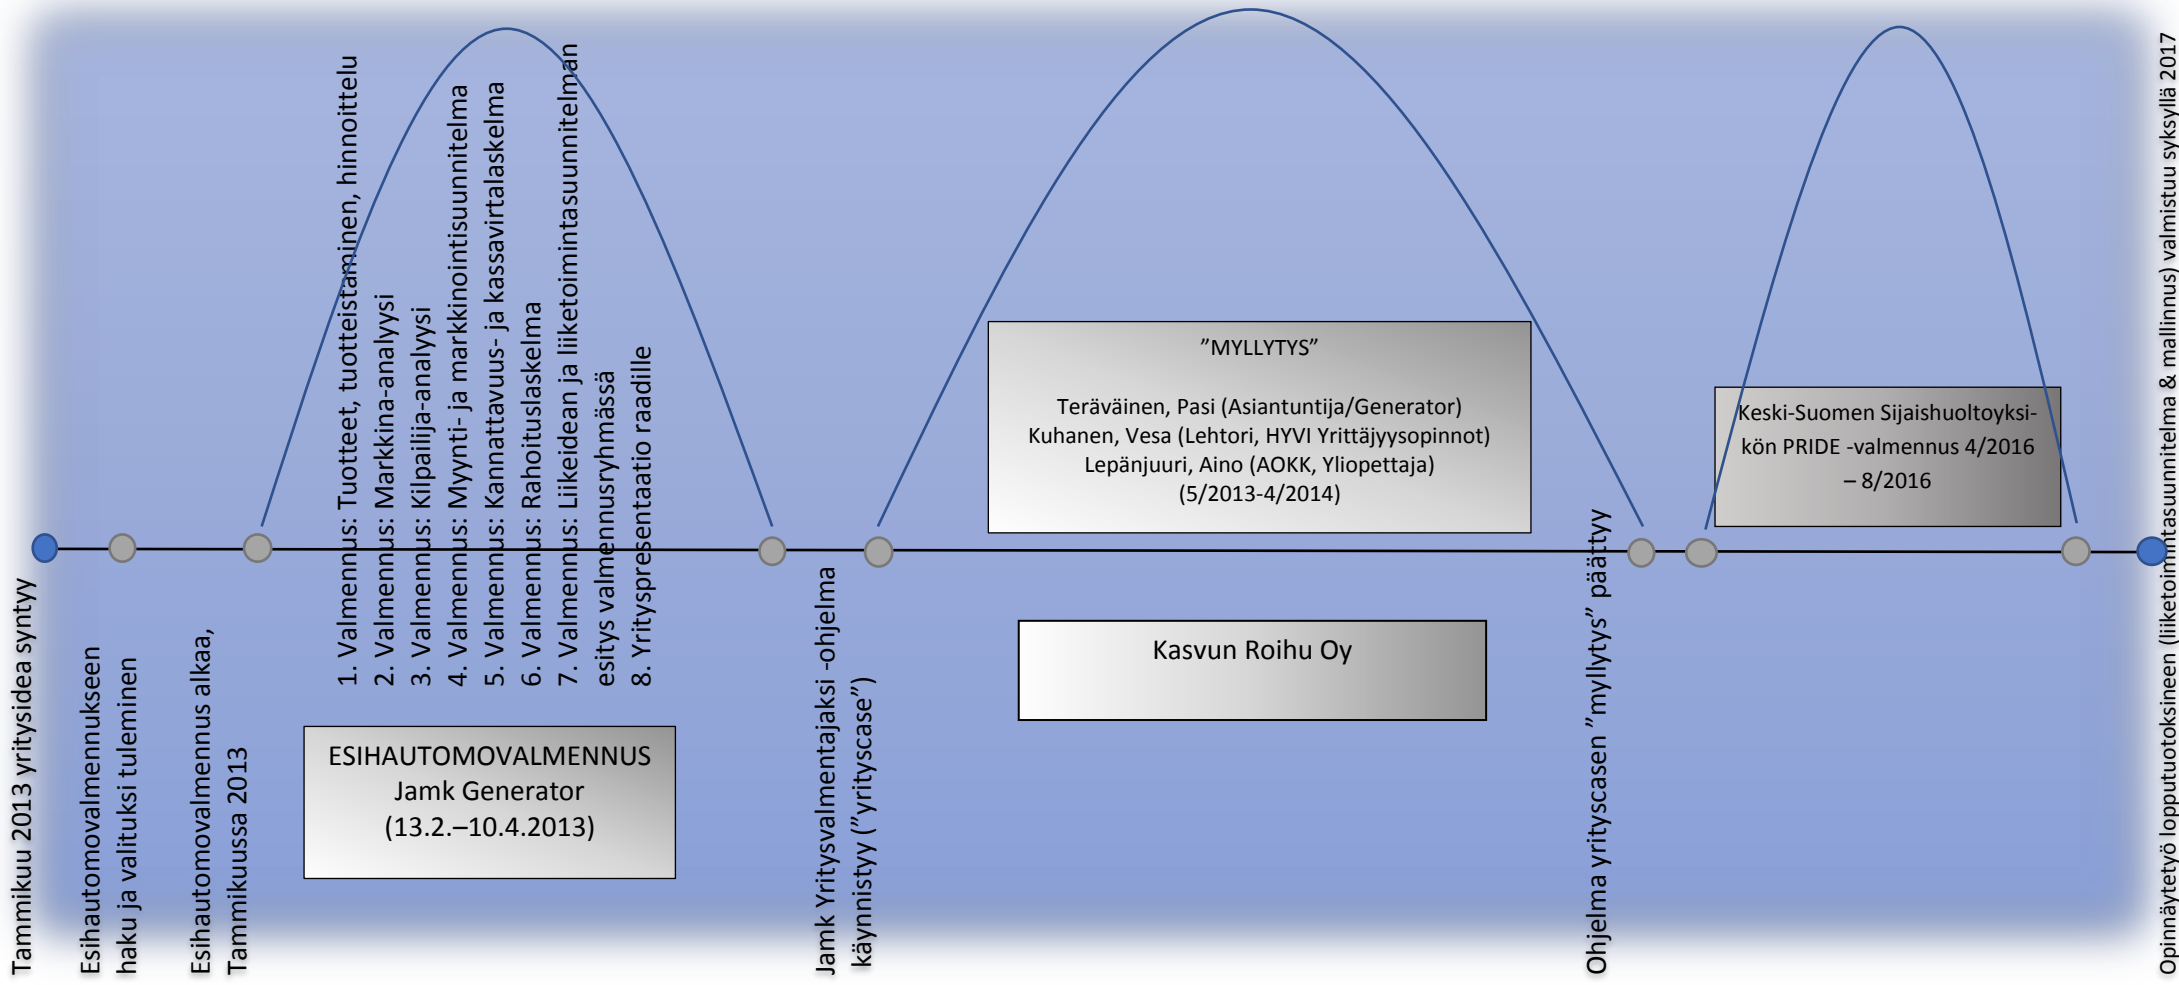 Tammikuu 2013 yritysidea syntyy
Esihautomovalmennukseen
haku ja valituksi tuleminen
Esihautomovalmennus alkaa,
Tammikuussa 2013
1. Valmennus: Tuotteet, tuotteistaminen, hinnoittelu
2. Valmennus: Markkina-analyysi
3. Valmennus: Kilpailija-analyysi
4. Valmennus: Myynti- ja markkinointisuunnitelma
5. Valmennus: Kannattavuus- ja kassavirtalaskelma
6. Valmennus: Rahoituslaskelma
7. Valmennus: Liikeidean ja liiketoimintasuunnitelman
esitys valmennusryhmässä
8. Yrityspresentaatio raadille
ESIHAUTOMOVALMENNUS
Jamk Generator
(13.2.–10.4.2013)
Jamk Yritysvalmentajaksi -ohjelma
käynnistyy (”yrityscase”)
”MYLLYTYS”
Teräväinen, Pasi (Asiantuntija/Generator)
Kuhanen, Vesa (Lehtori, HYVI Yrittäjyysopinnot)
Lepänjuuri, Aino (AOKK, Yliopettaja)
(5/2013-4/2014)
Kasvun Roihu Oy
Ohjelma yrityscasen ”myllytys” päättyy
Keski-Suomen Sijaishuoltoyksi-
kön PRIDE -valmennus 4/2016
– 8/2016
Opinnäytetyö lopputuotoksineen (liiketoimintasuunnitelma & mallinnus) valmistuu syksyllä 2017